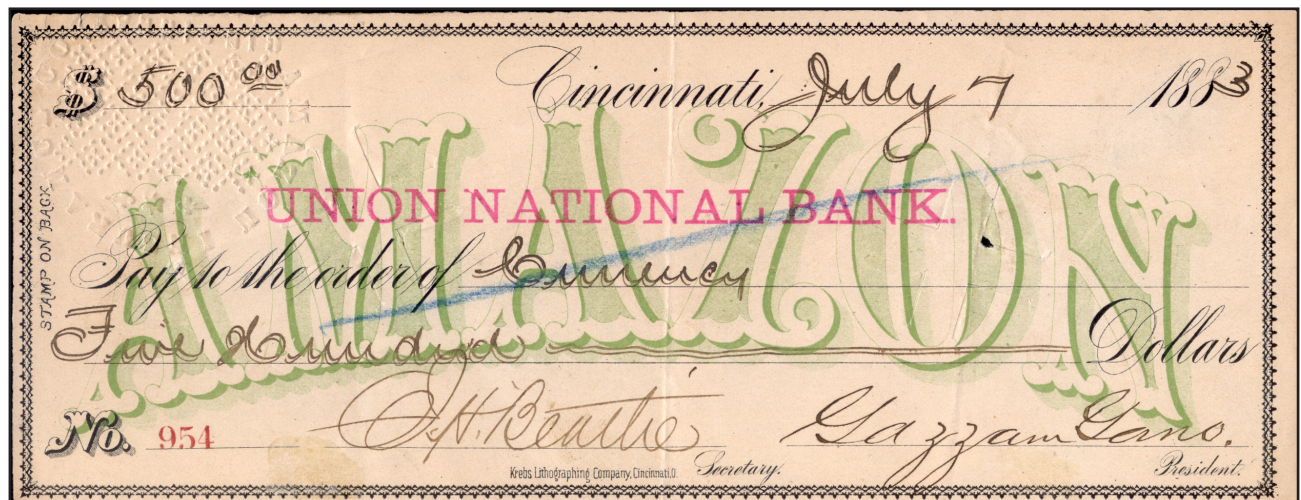 $ 500 00 Cincinnati, July 7 1883
AMAZON
UNION NATIONAL BANK.
STAMP ON BACK
Pay to the order of Currency
Five Hundred Dollars
No. 954 J.H. Beattie Gazzam Gano.
Krebs Lithographing Company, Cincinnati,O. Secretary. President.